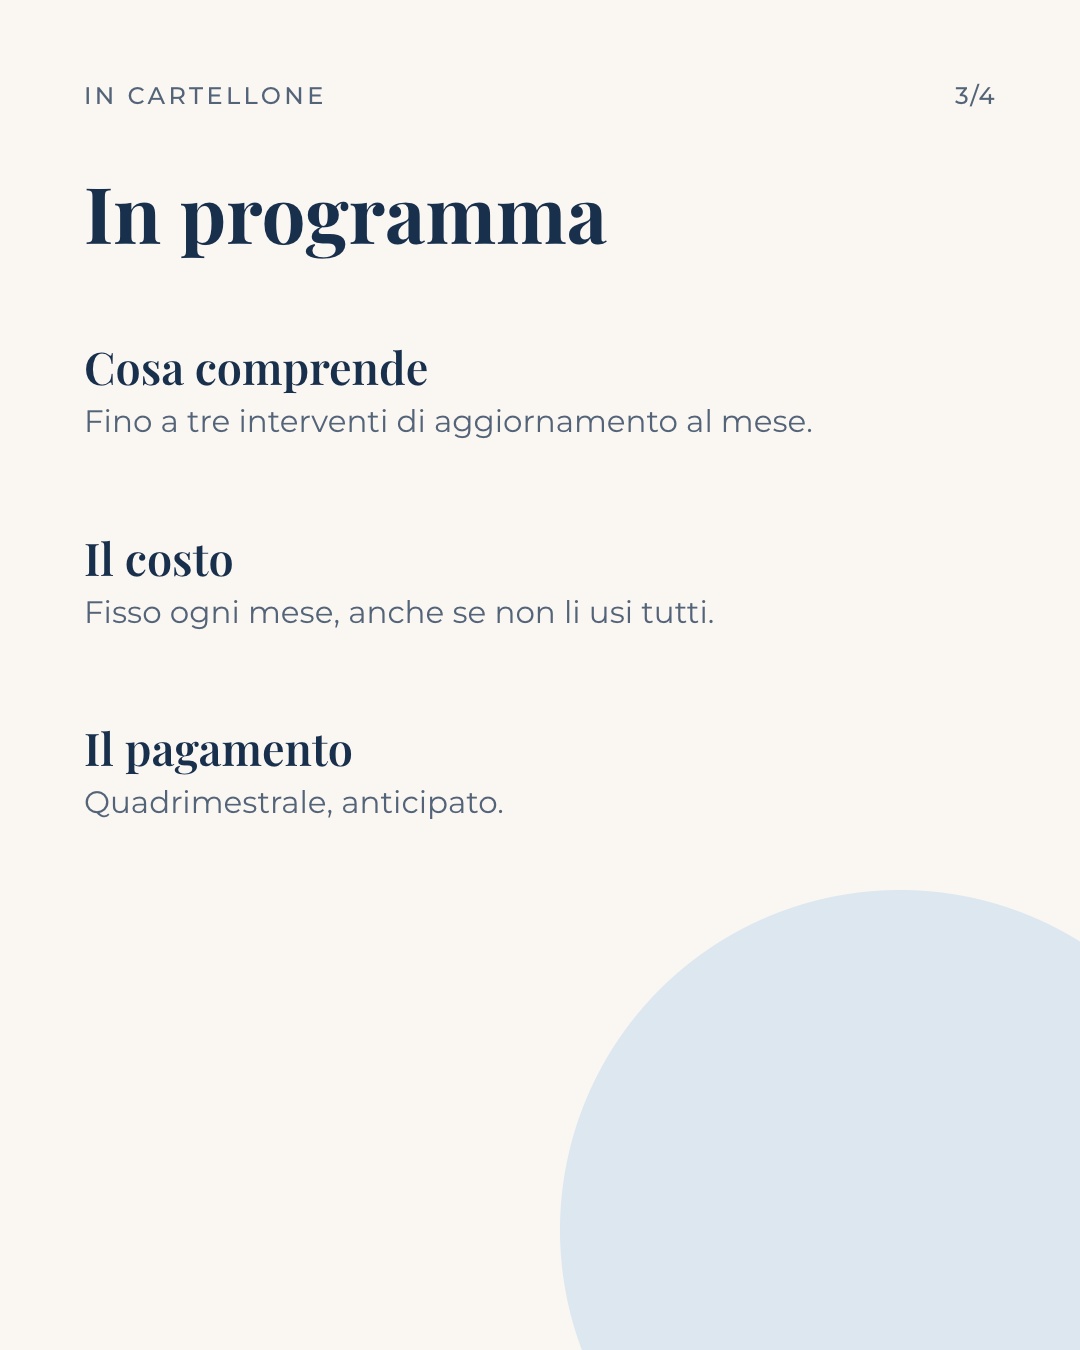 IN CARTELLONE
3/4
In programma
Cosa comprende
Fino a tre interventi di aggiornamento al mese.
Il costo
Fisso ogni mese, anche se non li usi tutti.
Il pagamento
Quadrimestrale, anticipato.